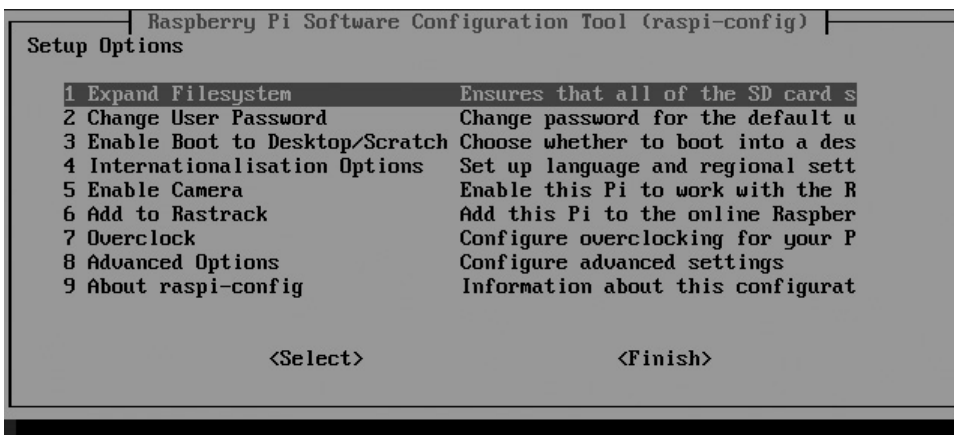 Raspberry Pi Software Configuration Tool (raspi-config)
Setup Options
1 Expand Filesystem Ensures that all of the SD card s
2 Change User Password Change password for the default u
3 Enable Boot to Desktop/Scratch Choose whether to boot into a des
4 Internationalisation Options Set up language and regional sett
5 Enable Camera Enable this Pi to work with the R
6 Add to Rastrack Add this Pi to the online Raspber
7 Overclock Configure overclocking for your P
8 Advanced Options Configure advanced settings
9 About raspi-config Information about this configurat
<Select> <Finish>